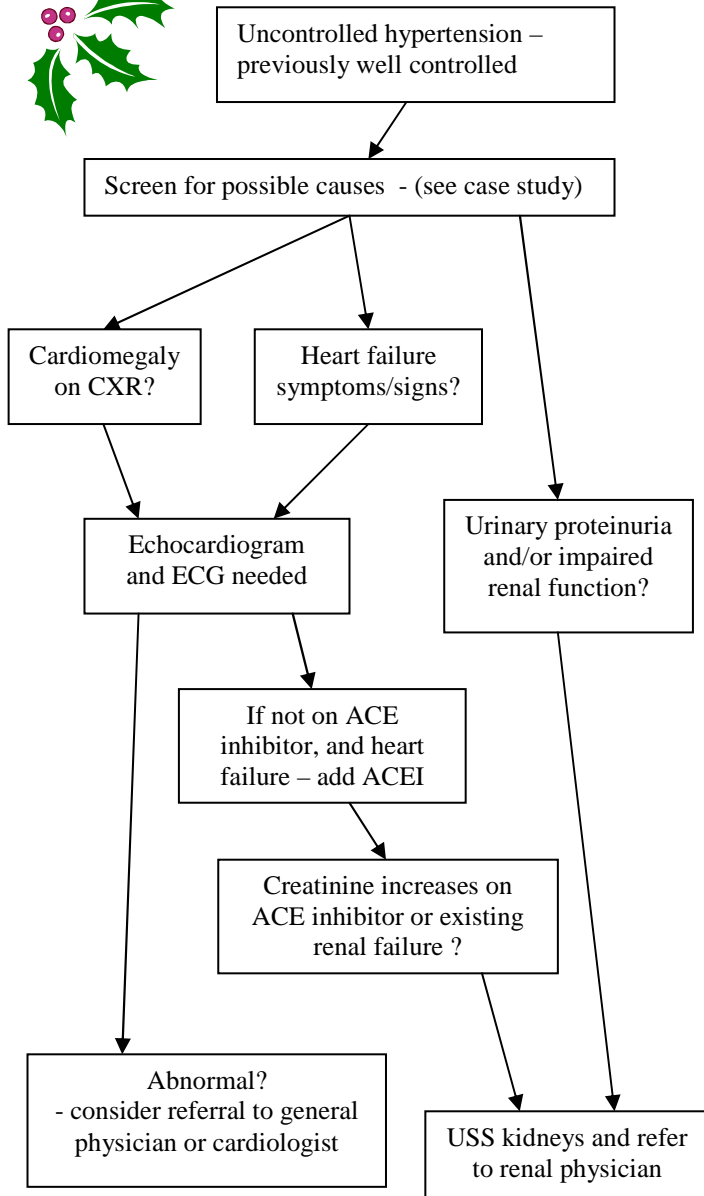 Uncontrolled hypertension –
previously well controlled
Screen for possible causes - (see case study)
Cardiomegaly
on CXR?
Heart failure
symptoms/signs?
Urinary proteinuria
and/or impaired
renal function?
Echocardiogram
and ECG needed
If not on ACE
inhibitor, and heart
failure – add ACEI
Creatinine increases on
ACE inhibitor or existing
renal failure ?
Abnormal?
- consider referral to general
physician or cardiologist
USS kidneys and refer
to renal physician